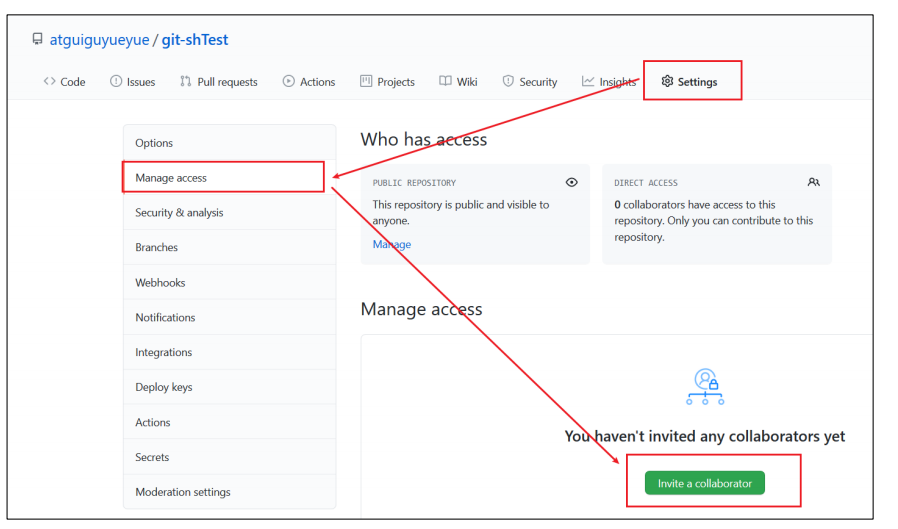 atguiguyueyue / git-shTest
Code Issues Pull requests Actions Projects Wiki Security Insights Settings
Options
Manage access
Security & analysis
Branches
Webhooks
Notifications
Integrations
Deploy keys
Actions
Secrets
Moderation settings
Who has access
PUBLIC REPOSITORY
This repository is public and visible to
anyone.
Manage
DIRECT ACCESS
0 collaborators have access to this
repository. Only you can contribute to this
repository.
Manage access
You haven't invited any collaborators yet
Invite a collaborator